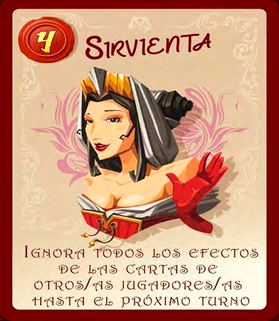 4
Sirvienta
Ignora todos los efectos
de las cartas de
otros/as jugadores/as
hasta el próximo turno